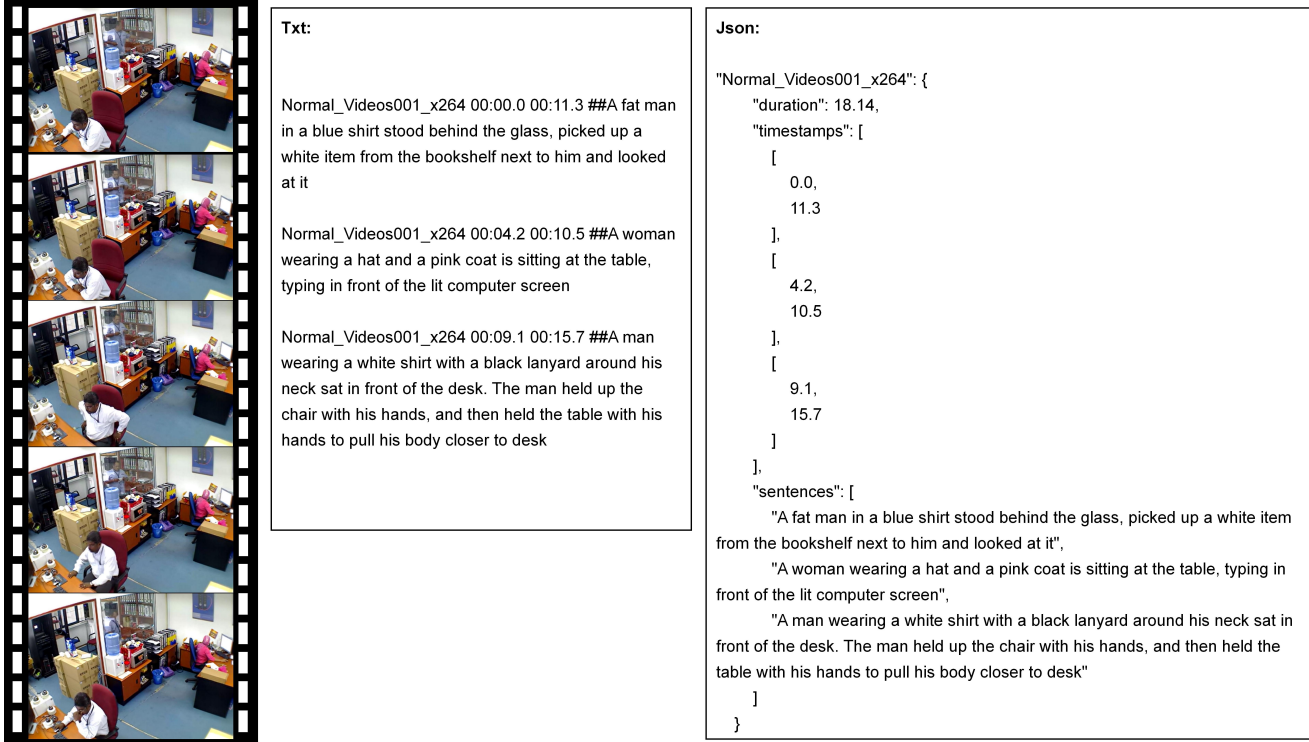 Txt:
Normal_Videos001_x264 00:00.0 00:11.3 ##A fat man
in a blue shirt stood behind the glass, picked up a
white item from the bookshelf next to him and looked
at it
Normal_Videos001_x264 00:04.2 00:10.5 ##A woman
wearing a hat and a pink coat is sitting at the table,
typing in front of the lit computer screen
Normal_Videos001_x264 00:09.1 00:15.7 ##A man
wearing a white shirt with a black lanyard around his
neck sat in front of the desk. The man held up the
chair with his hands, and then held the table with his
hands to pull his body closer to desk
Json:
"Normal_Videos001_x264": {
"duration": 18.14,
"timestamps": [
[
0.0,
11.3
],
[
4.2,
10.5
],
[
9.1,
15.7
]
],
"sentences": [
"A fat man in a blue shirt stood behind the glass, picked up a white item
from the bookshelf next to him and looked at it",
"A woman wearing a hat and a pink coat is sitting at the table, typing in
front of the lit computer screen",
"A man wearing a white shirt with a black lanyard around his neck sat in
front of the desk. The man held up the chair with his hands, and then held the
table with his hands to pull his body closer to desk"
]
}